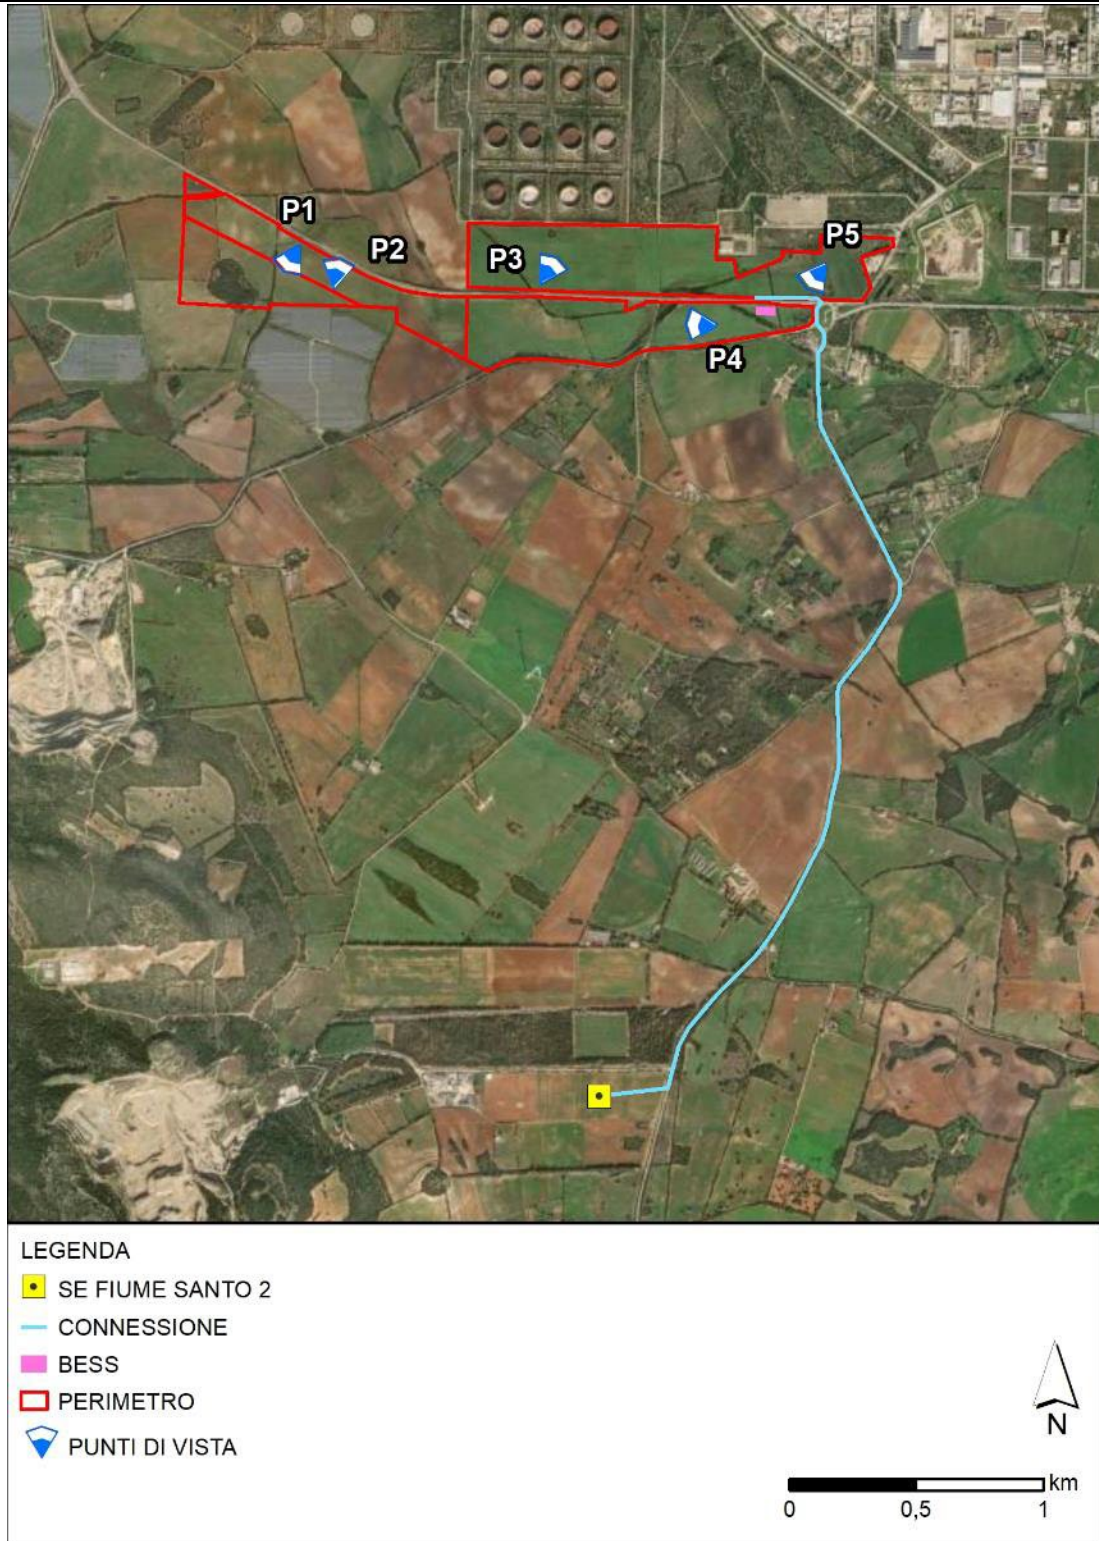 P1
P2
P3
P4
P5
LEGENDA
SE FIUME SANTO 2
CONNESSIONE
BESS
PERIMETRO
PUNTI DI VISTA
N
km
0
0,5
1